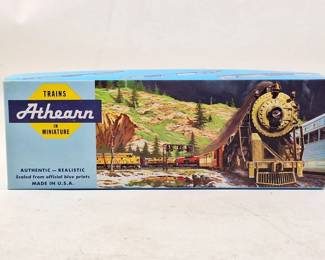 TRAINS
Athearn
IN
MINIATURE
AUTHENTIC — REALISTIC
Scaled from official blue prints
MADE IN U.S.A.